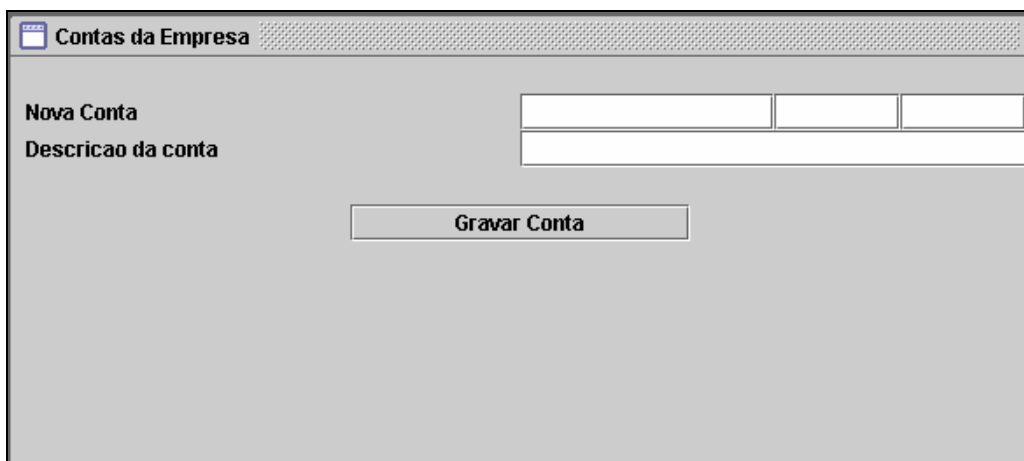 Contas da Empresa
Nova Conta
Descricao da conta
Gravar Conta